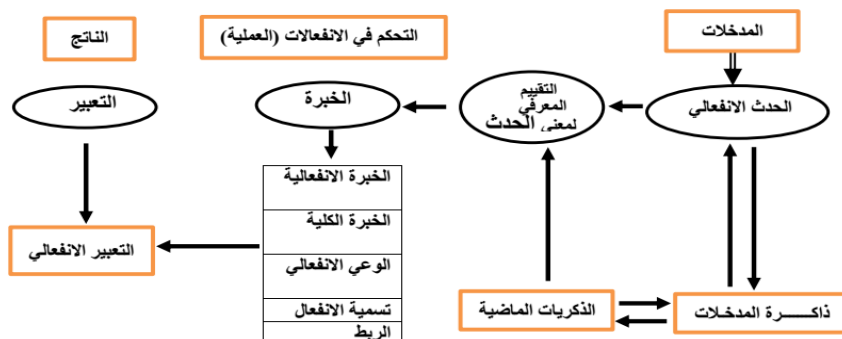 المدخلات
التحكم في الانفعالات (العملية)
الناتج
الحدث الانفعالي
التقييم
المعرفي
لمعنى الحدث
الخبرة
التعبير
الخبرة الانفعالية
الخبرة الكلية
الوعي الانفعالي
تسمية الانفعال
الربط
التعبير الانفعالي
ذاكـــــــرة المدخلات
الذكريات الماضية